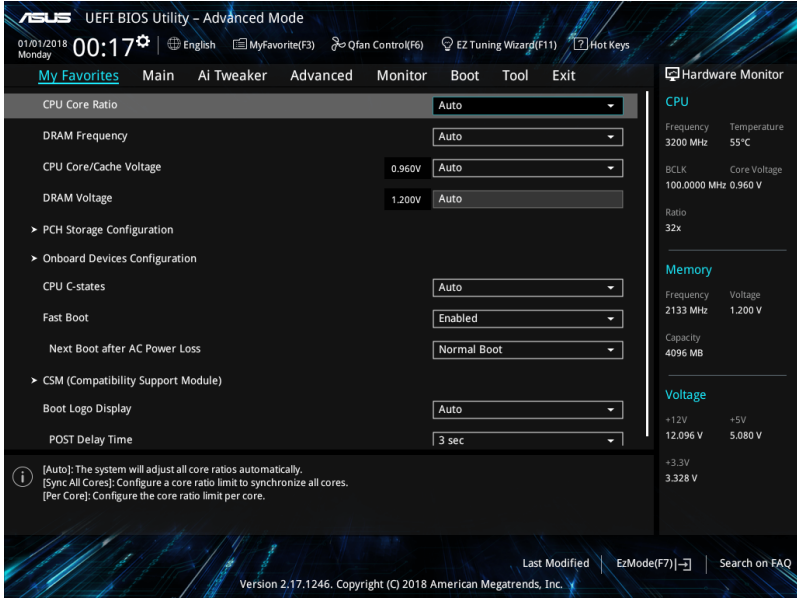 ASUS UEFI BIOS Utility – Advanced Mode
01/01/2018 Monday 00:17 English MyFavorite(F3) Qfan Control(F6) EZ Tuning Wizard(F11) ? Hot Keys
My Favorites Main Ai Tweaker Advanced Monitor Boot Tool Exit
CPU Core Ratio Auto
DRAM Frequency Auto
CPU Core/Cache Voltage 0.960V Auto
DRAM Voltage 1.200V Auto
> PCH Storage Configuration
> Onboard Devices Configuration
CPU C-states Auto
Fast Boot Enabled
Next Boot after AC Power Loss Normal Boot
> CSM (Compatibility Support Module)
Boot Logo Display Auto
POST Delay Time 3 sec
[Auto]: The system will adjust all core ratios automatically.
[Sync All Cores]: Configure a core ratio limit to synchronize all cores.
[Per Core]: Configure the core ratio limit per core.
Hardware Monitor
CPU
Frequency Temperature
3200 MHz 55°C
BCLK Core Voltage
100.0000 MHz 0.960 V
Ratio
32x
Memory
Frequency Voltage
2133 MHz 1.200 V
Capacity
4096 MB
Voltage
+12V +5V
12.096 V 5.080 V
+3.3V
3.328 V
Last Modified EzMode(F7) Search on FAQ
Version 2.17.1246. Copyright (C) 2018 American Megatrends, Inc.